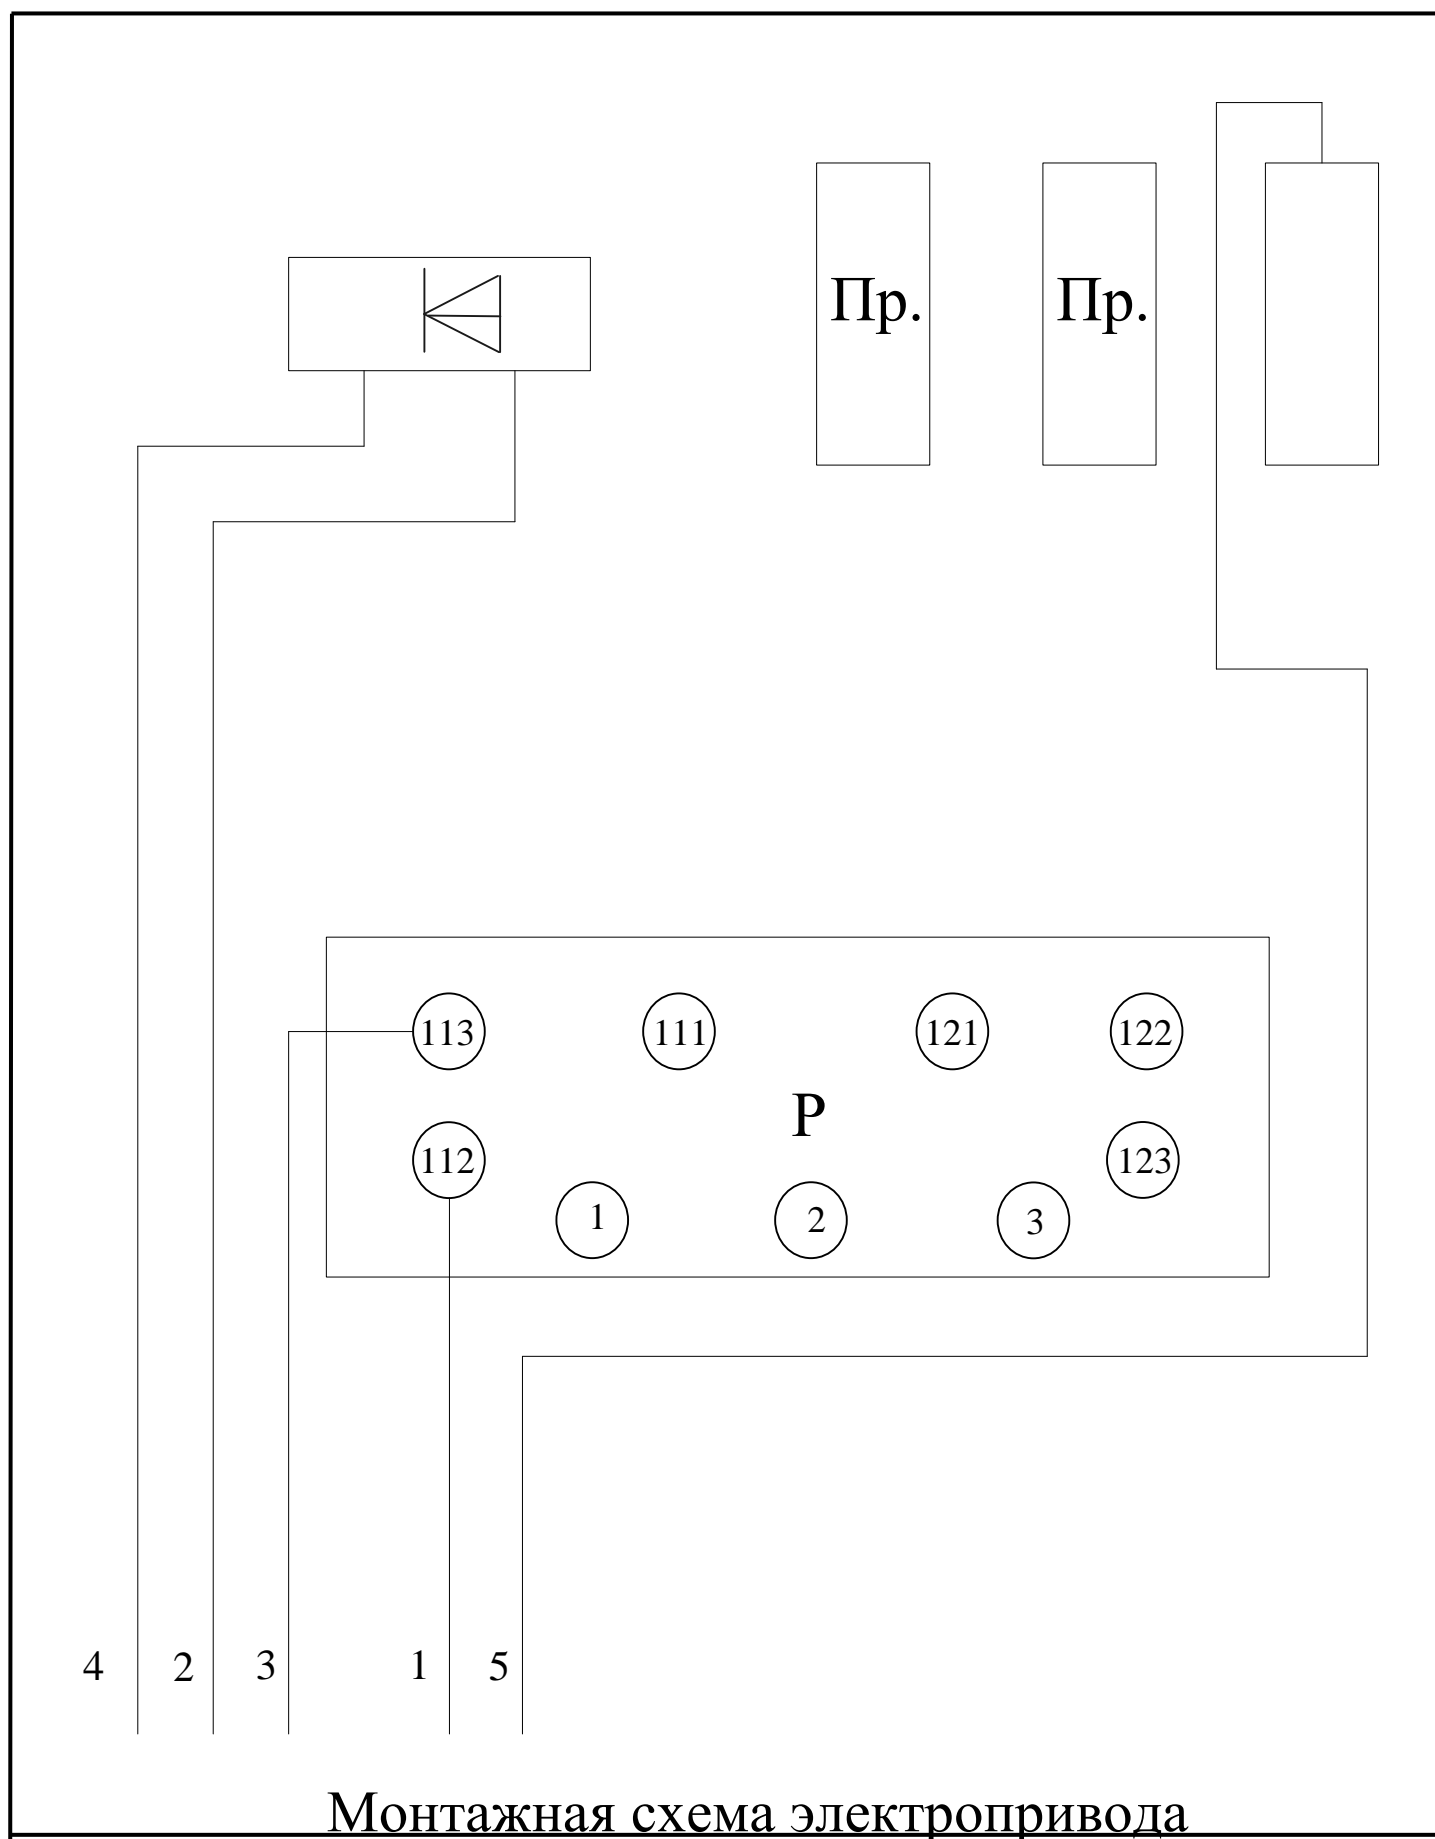 Пр. Пр.
113 111 121 122
Р
112 123
1 2 3
4 2 3 1 5
Монтажная схема электропривода